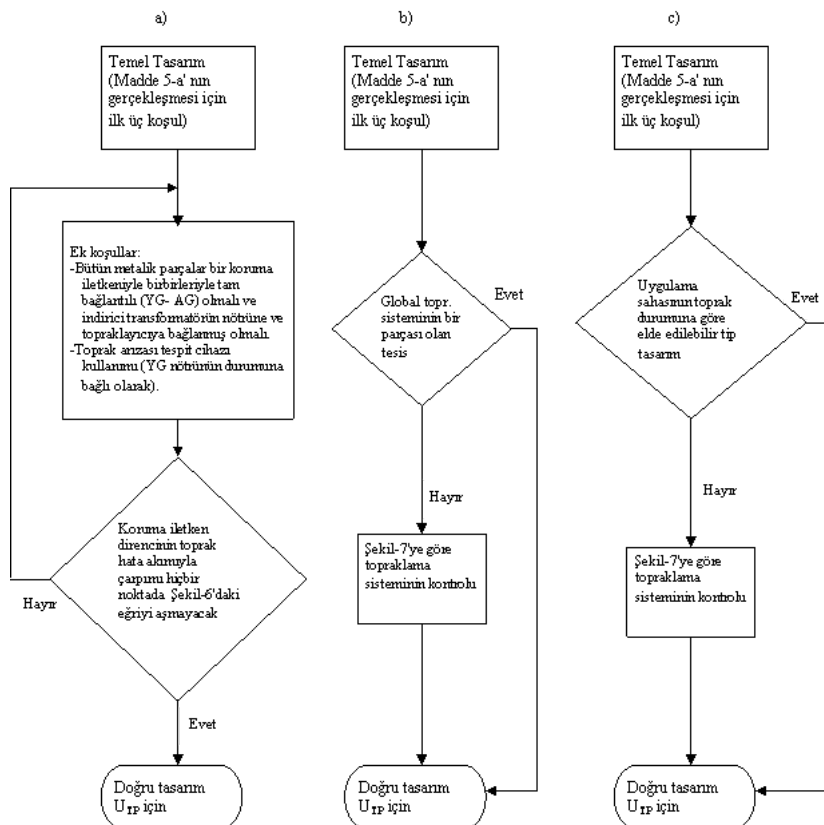 a)
Temel Tasarım
(Madde 5-a' nın
gerçekleşmesi için
ilk üç koşul)
Ek koşullar:
-Bütün metalik parçalar bir koruma
iletkeniyle birbirleriyle tam
bağlantılı (YG- AG) olmalı ve
indirici transformatörün nötrüne ve
topraklayıcıya bağlanmış olmalı.
-Toprak arızası tespit cihazı
kullanımı (YG nötrünün durumuna
bağlı olarak).
Koruma iletken
direncinin toprak
hata akımıyla
çarpımı hiçbir
noktada Şekil-6'daki
eğriyi aşmayacak
Hayır
Evet
Doğru tasarım
UTP için
b)
Temel Tasarım
(Madde 5-a' nın
gerçekleşmesi için
ilk üç koşul)
Evet
Global topr.
sisteminin bir
parçası olan
tesis
Hayır
Şekil-7'ye göre
topraklama
sisteminin kontrolu
Doğru tasarım
UTP için
c)
Temel Tasarım
(Madde 5-a' nın
gerçekleşmesi için
ilk üç koşul)
Evet
Uygulama
sahasının toprak
durumuna göre
elde edilebilir tip
tasarım
Hayır
Şekil-7'ye göre
topraklama
sisteminin kontrolu
Doğru tasarım
UTP için